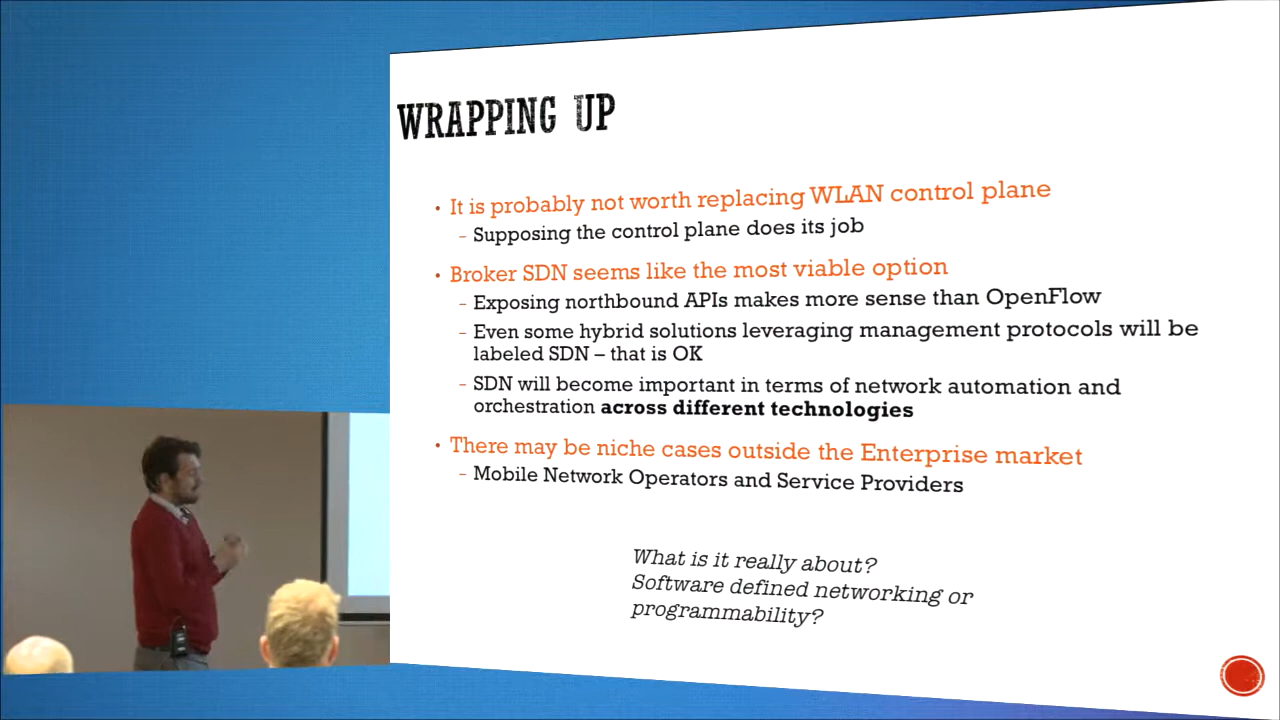 WRAPPING UP
• It is probably not worth replacing WLAN control plane
– Supposing the control plane does its job
• Broker SDN seems like the most viable option
– Exposing northbound APIs makes more sense than OpenFlow
– Even some hybrid solutions leveraging management protocols will be
labeled SDN – that is OK
– SDN will become important in terms of network automation and
orchestration across different technologies
• There may be niche cases outside the Enterprise market
– Mobile Network Operators and Service Providers
What is it really about?
Software defined networking or
programmability?